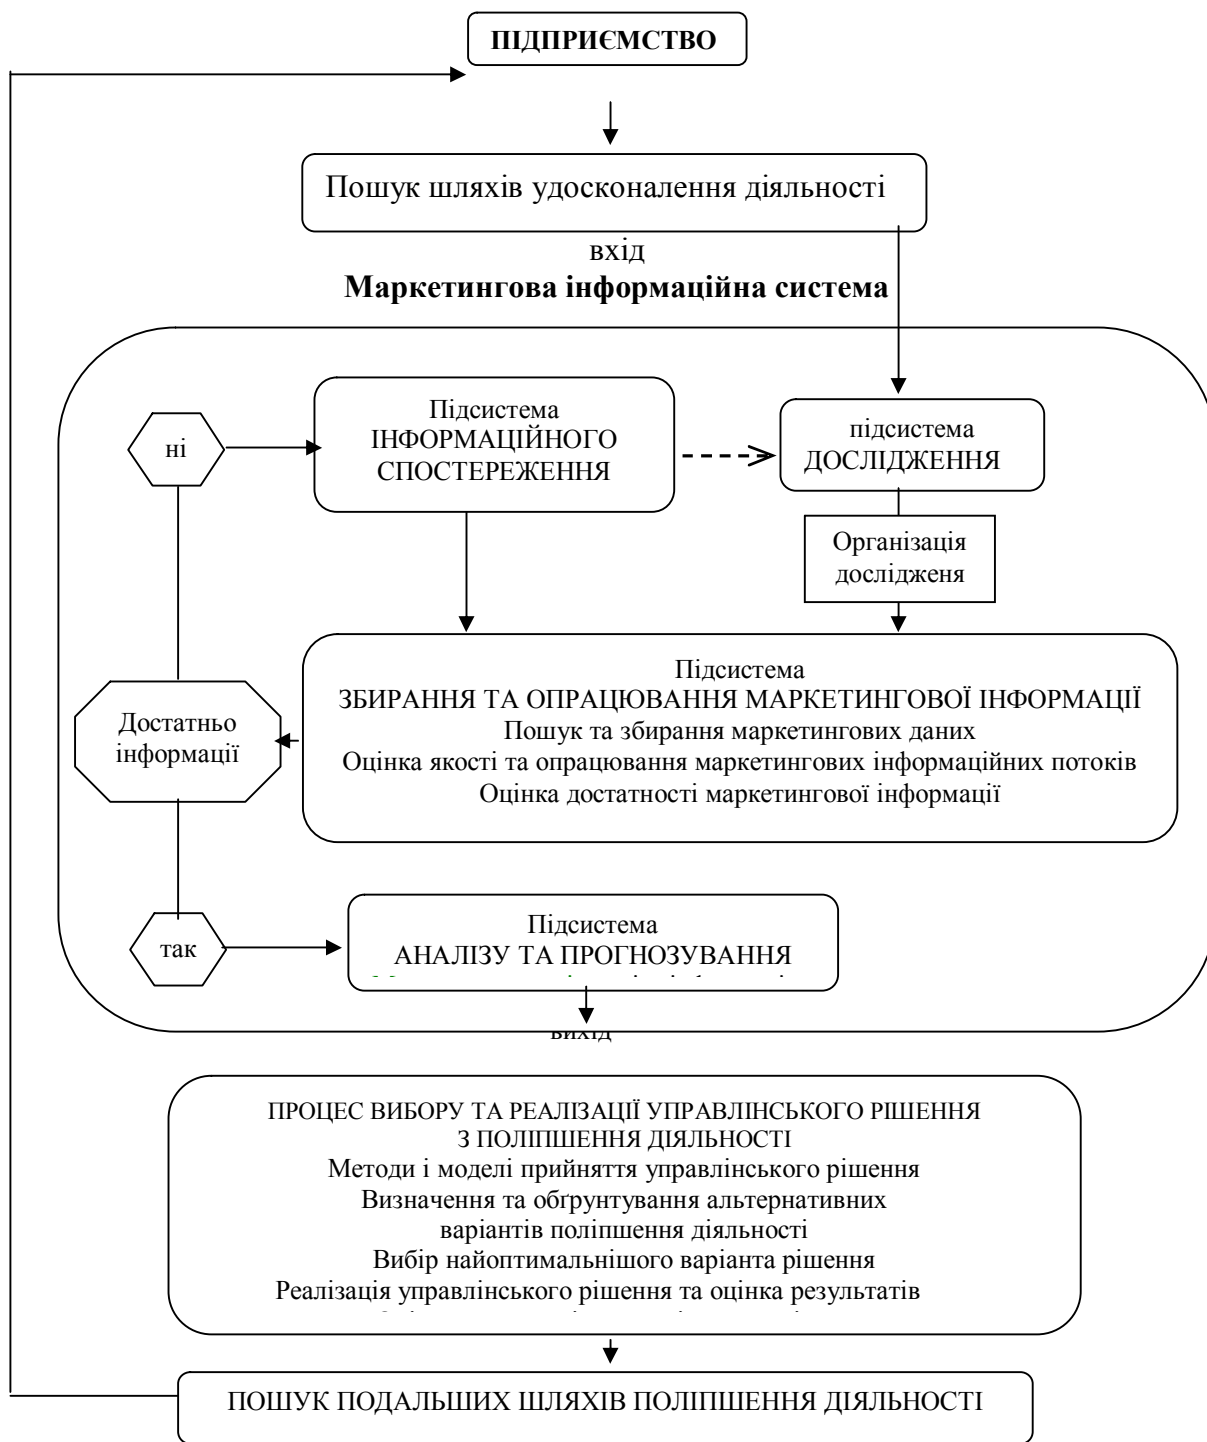 ПІДПРИЄМСТВО
Пошук шляхів удосконалення діяльності
вхід
Маркетингова інформаційна система
ні
Підсистема
ІНФОРМАЦІЙНОГО
СПОСТЕРЕЖЕННЯ
підсистема
ДОСЛІДЖЕННЯ
Організація
дослідженя
Достатньо
інформації
Підсистема
ЗБИРАННЯ ТА ОПРАЦЮВАННЯ МАРКЕТИНГОВОЇ ІНФОРМАЦІЇ
Пошук та збирання маркетингових даних
Оцінка якості та опрацювання маркетингових інформаційних потоків
Оцінка достатності маркетингової інформації
так
Підсистема
АНАЛІЗУ ТА ПРОГНОЗУВАННЯ
вихід
ПРОЦЕС ВИБОРУ ТА РЕАЛІЗАЦІЇ УПРАВЛІНСЬКОГО РІШЕННЯ
З ПОЛІПШЕННЯ ДІЯЛЬНОСТІ
Методи і моделі прийняття управлінського рішення
Визначення та обґрунтування альтернативних
варіантів поліпшення діяльності
Вибір найоптимальнішого варіанта рішення
Реалізація управлінського рішення та оцінка результатів
ПОШУК ПОДАЛЬШИХ ШЛЯХІВ ПОЛІПШЕННЯ ДІЯЛЬНОСТІ